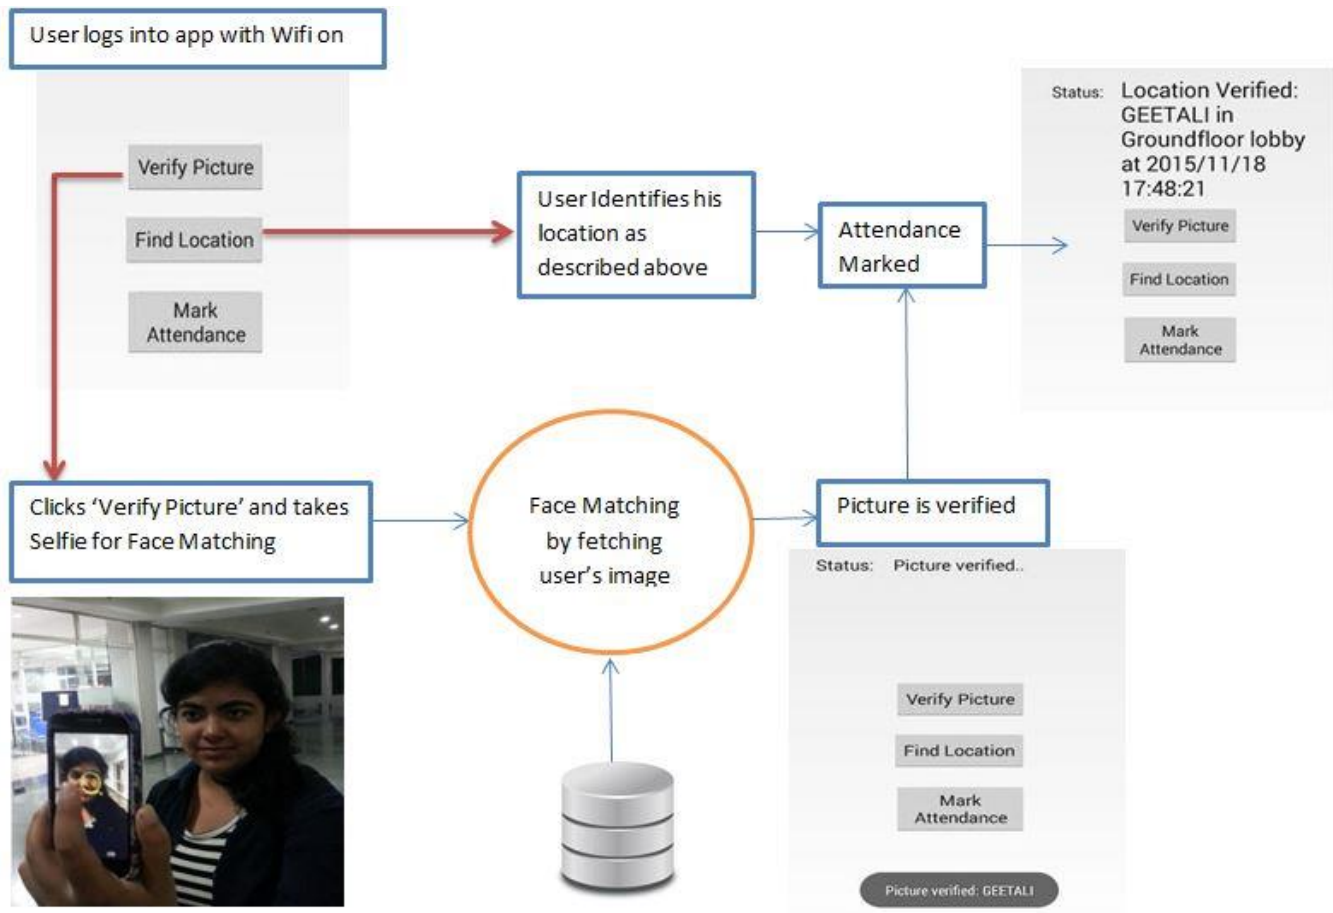 User logs into app with Wifi on
Verify Picture
Find Location
Mark
Attendance
User Identifies his
location as
described above
Attendance
Marked
Status: Location Verified:
GEETALI in
Groundfloor lobby
at 2015/11/18
17:48:21
Verify Picture
Find Location
Mark
Attendance
Clicks ‘Verify Picture’ and takes
Selfie for Face Matching
Face Matching
by fetching
user’s image
Picture is verified
Status: Picture verified..
Verify Picture
Find Location
Mark
Attendance
Picture verified: GEETALI